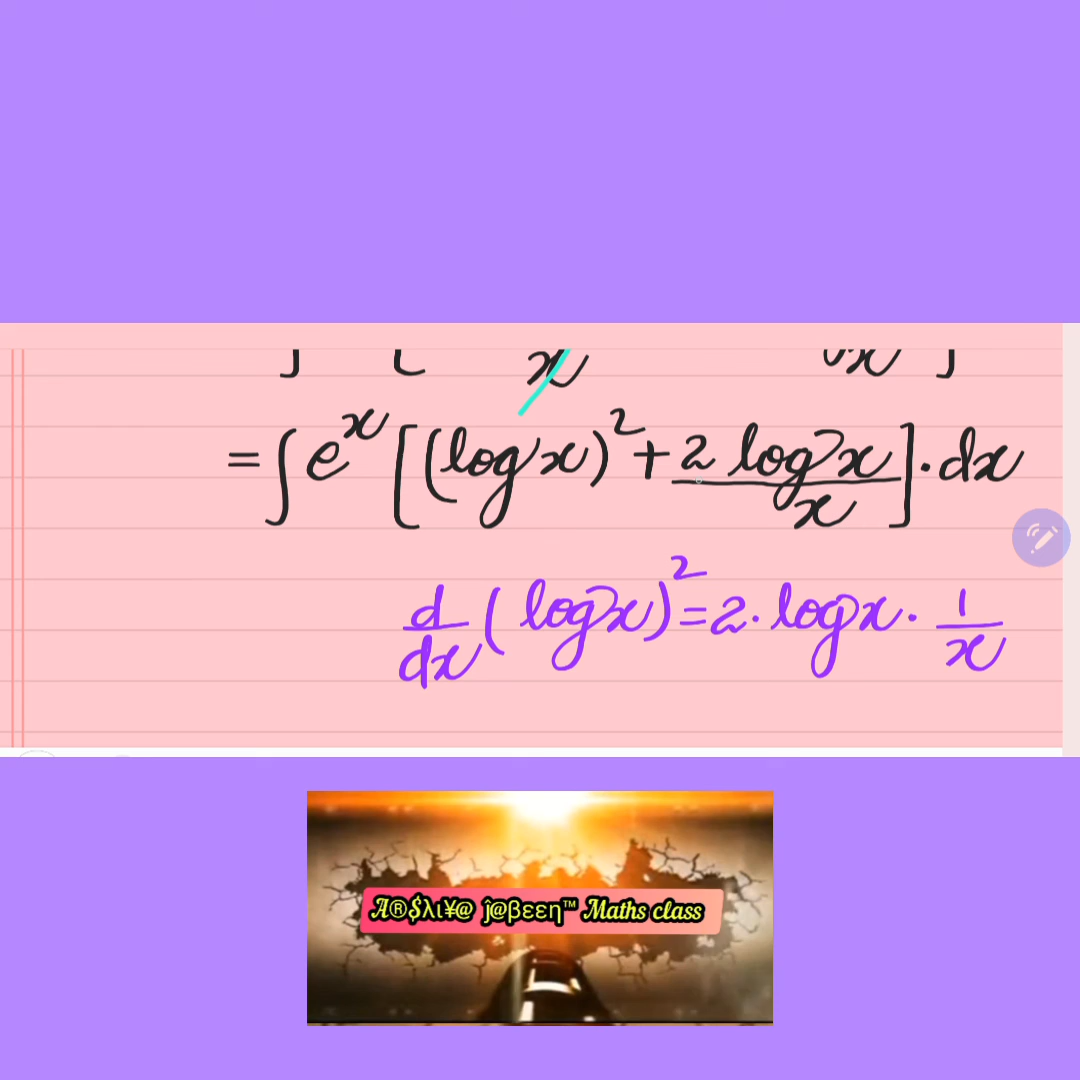 = ∫ eˣ [(log x)² + 2 log x / x] . dx
d/dx (log x)² = 2 . log x . 1/x
A®$λι¥@ ĵ@βεεη™ Maths class